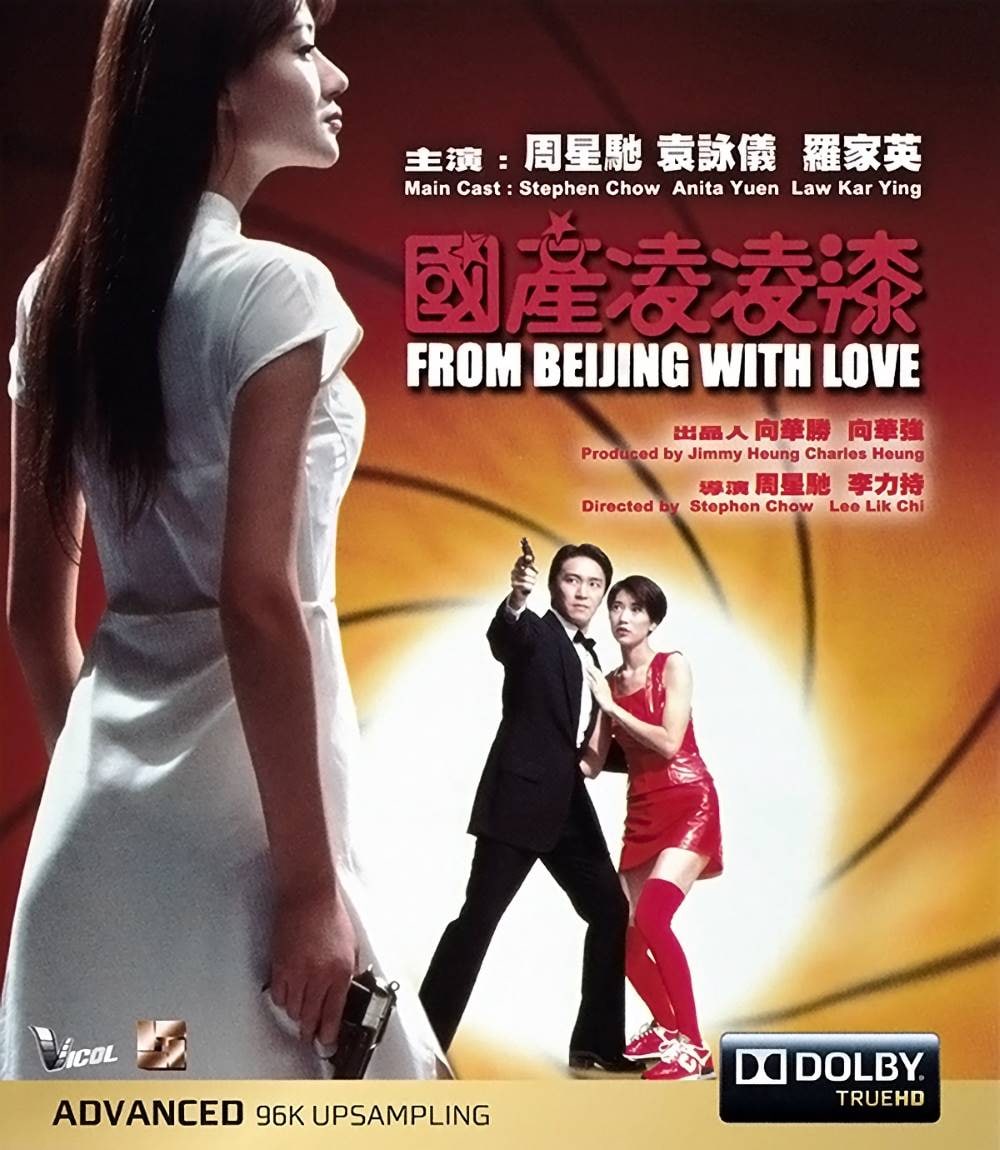 主演 : 周星馳 袁詠儀 羅家英
Main Cast : Stephen Chow Anita Yuen Law Kar Ying
國產凌凌漆
FROM BEIJING WITH LOVE
出品人 向華勝 向華強
Produced by Jimmy Heung Charles Heung
導演 周星馳 李力持
Directed by Stephen Chow Lee Lik Chi
VICOL
DOLBY
TRUEHD
ADVANCED 96K UPSAMPLING